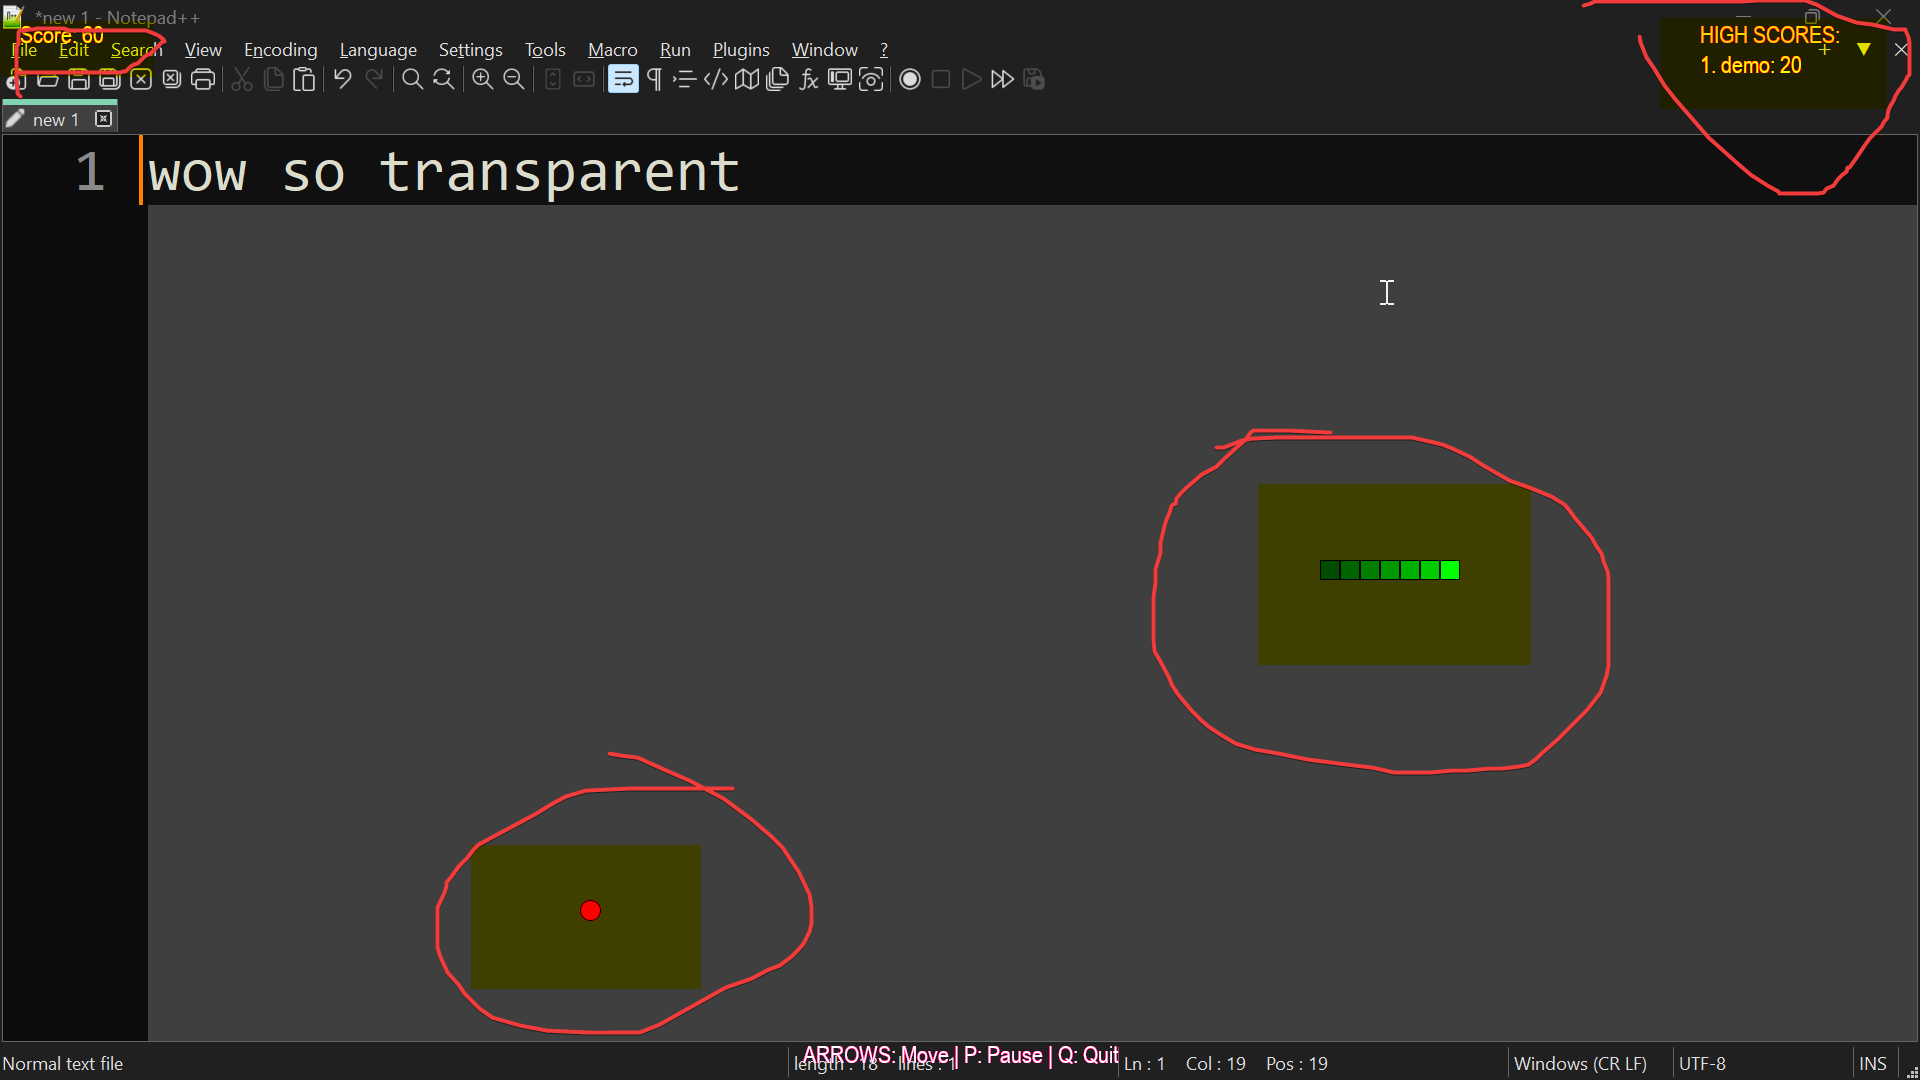 *new 1 - Notepad++
Score: 60
HIGH SCORES:
File Edit Search View Encoding Language Settings Tools Macro Run Plugins Window ?
1. demo: 20
new 1
1 wow so transparent
ARROWS: Move | P: Pause | Q: Quit
Normal text file
length : 18 lines : 1
Ln : 1 Col : 19 Pos : 19
Windows (CR LF)
UTF-8
INS